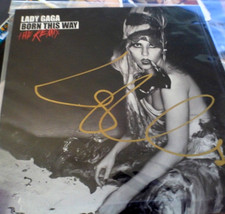 LADY GAGA
BORN THIS WAY
THE REMIX